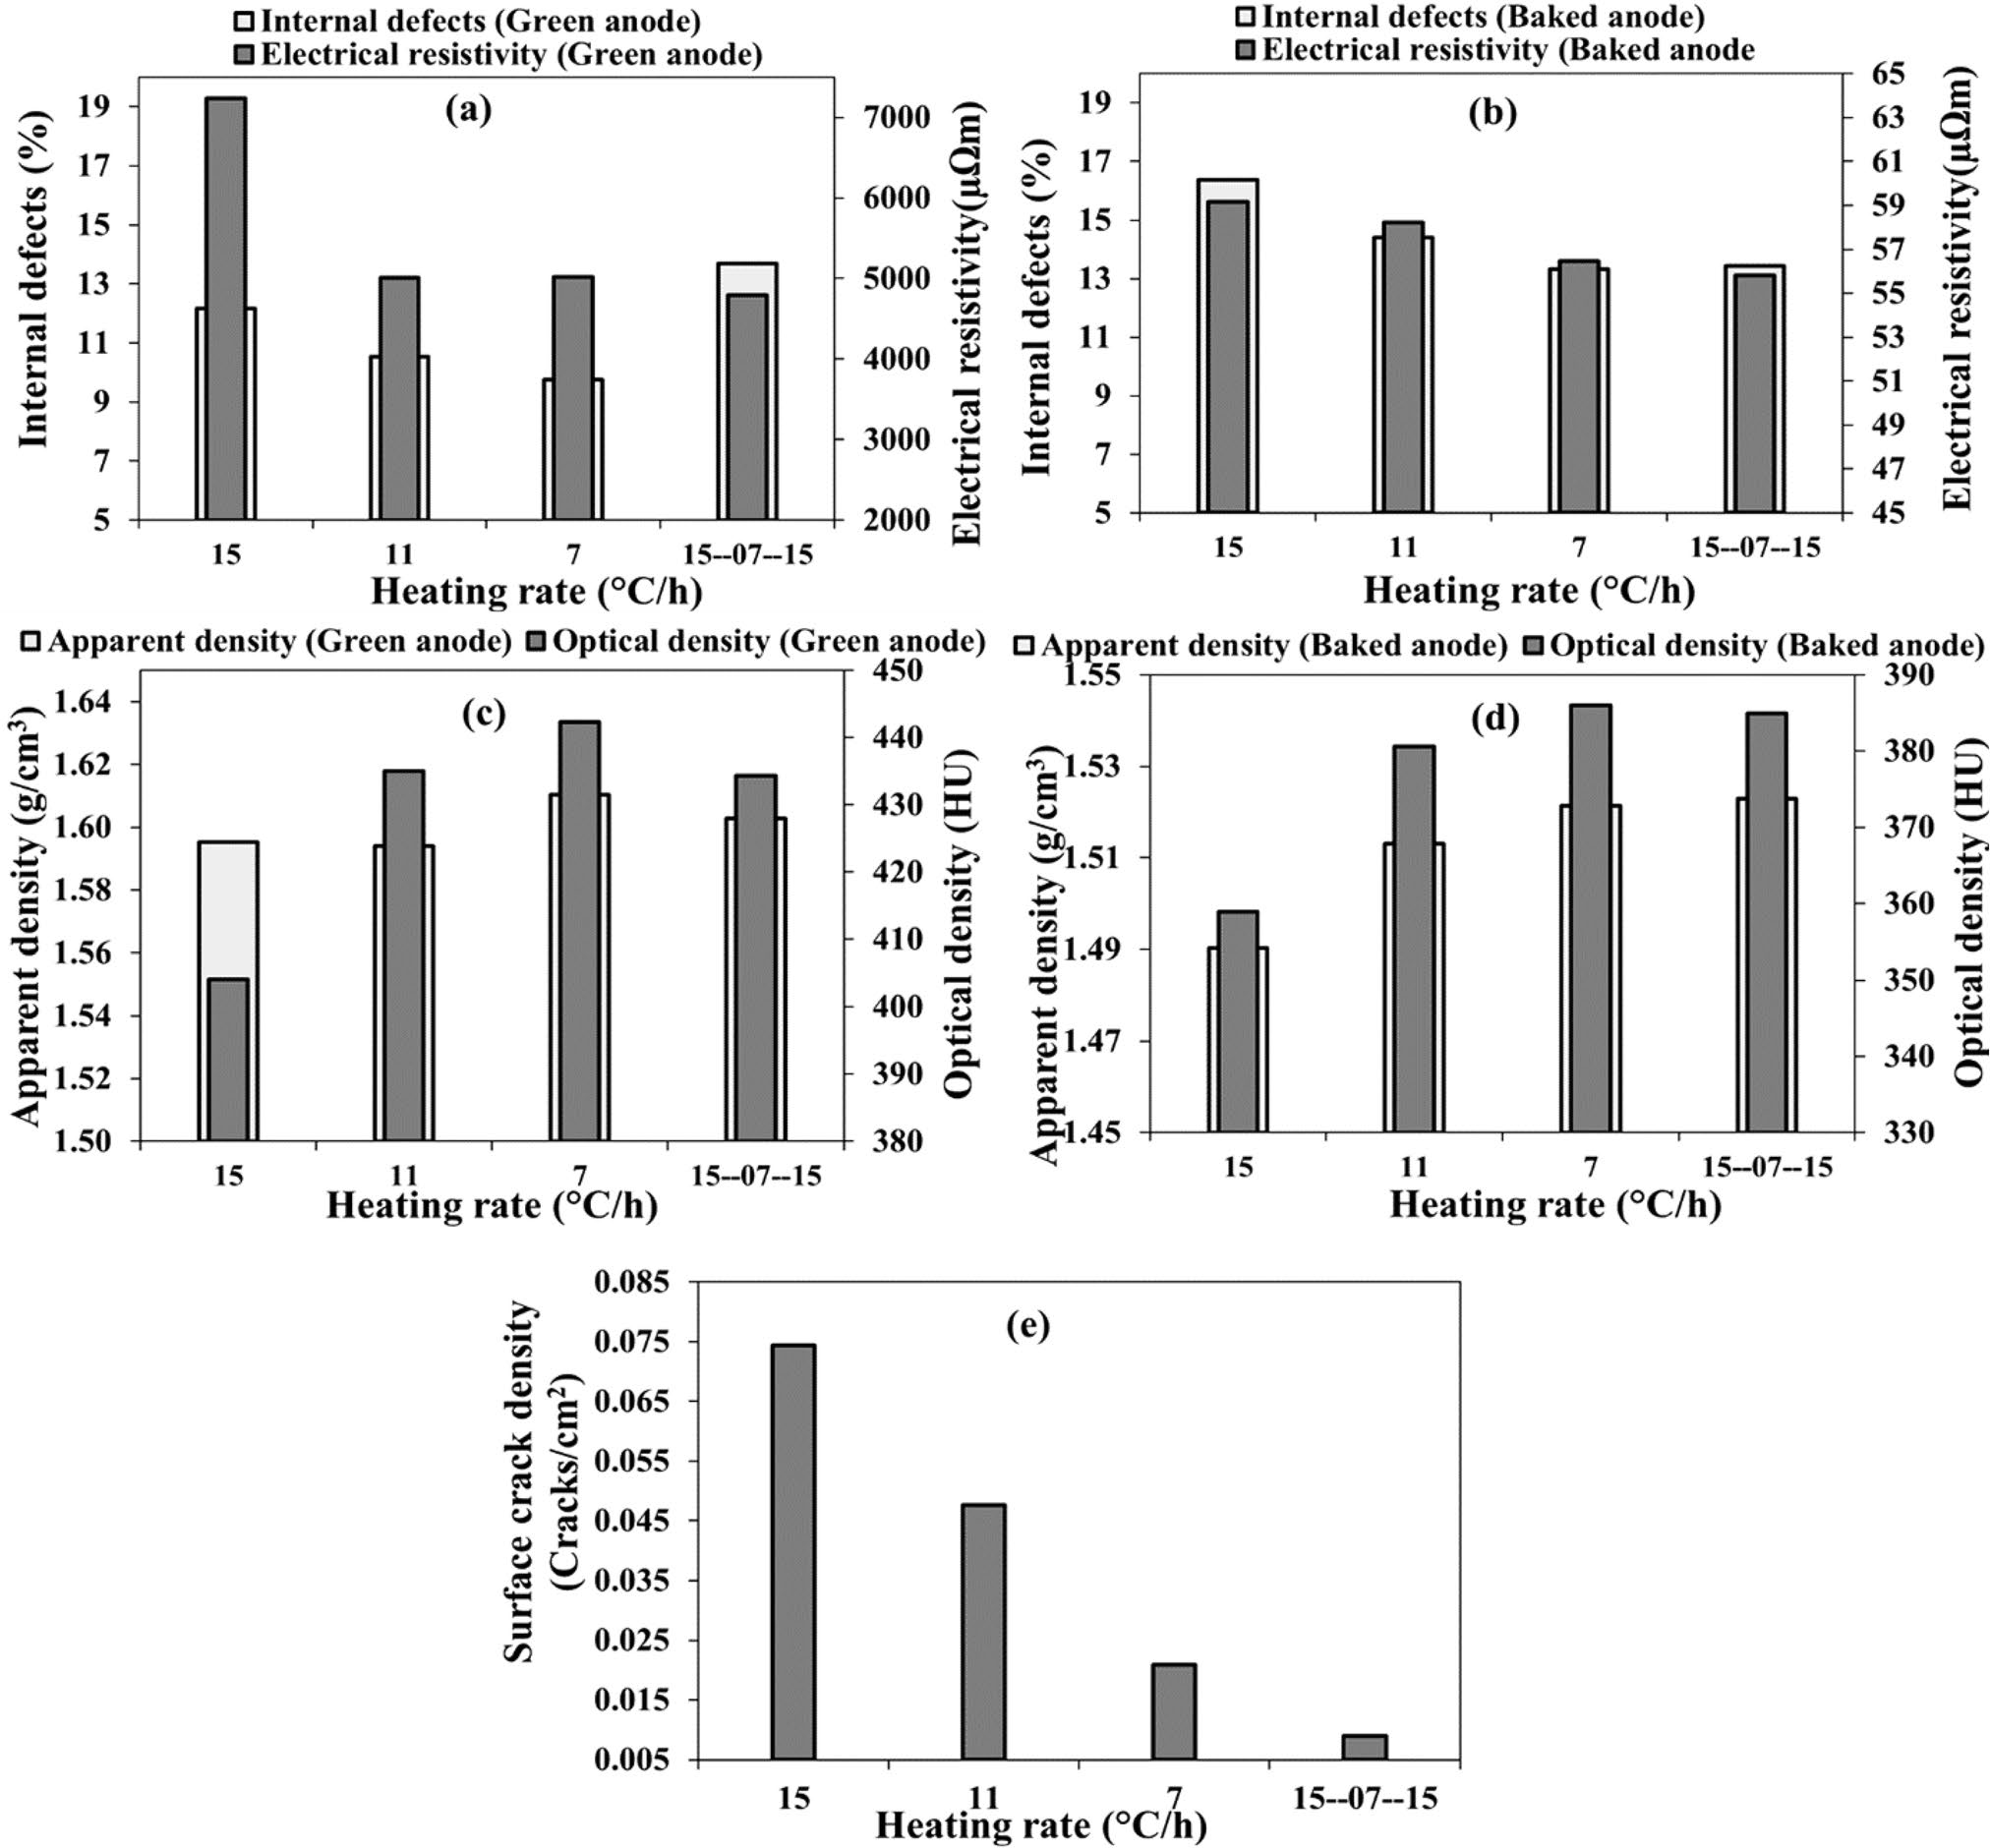 Internal defects (Green anode)
Electrical resistivity (Green anode)
(a)
Internal defects (%)
19
17
15
13
11
9
7
5
7000
6000
5000
4000
3000
2000
Electrical resistivity(µΩm)
15 11 7 15--07--15
Heating rate (°C/h)
Internal defects (Baked anode)
Electrical resistivity (Baked anode
(b)
Internal defects (%)
19
17
15
13
11
9
7
5
65
63
61
59
57
55
53
51
49
47
45
Electrical resistivity(µΩm)
15 11 7 15--07--15
Heating rate (°C/h)
Apparent density (Green anode) Optical density (Green anode)
(c)
Apparent density (g/cm³)
1.64
1.62
1.60
1.58
1.56
1.54
1.52
1.50
450
440
430
420
410
400
390
380
Optical density (HU)
15 11 7 15--07--15
Heating rate (°C/h)
Apparent density (Baked anode) Optical density (Baked anode)
(d)
Apparent density (g/cm³)
1.55
1.53
1.51
1.49
1.47
1.45
390
380
370
360
350
340
330
Optical density (HU)
15 11 7 15--07--15
Heating rate (°C/h)
(e)
Surface crack density
(Cracks/cm²)
0.085
0.075
0.065
0.055
0.045
0.035
0.025
0.015
0.005
15 11 7 15--07--15
Heating rate (°C/h)